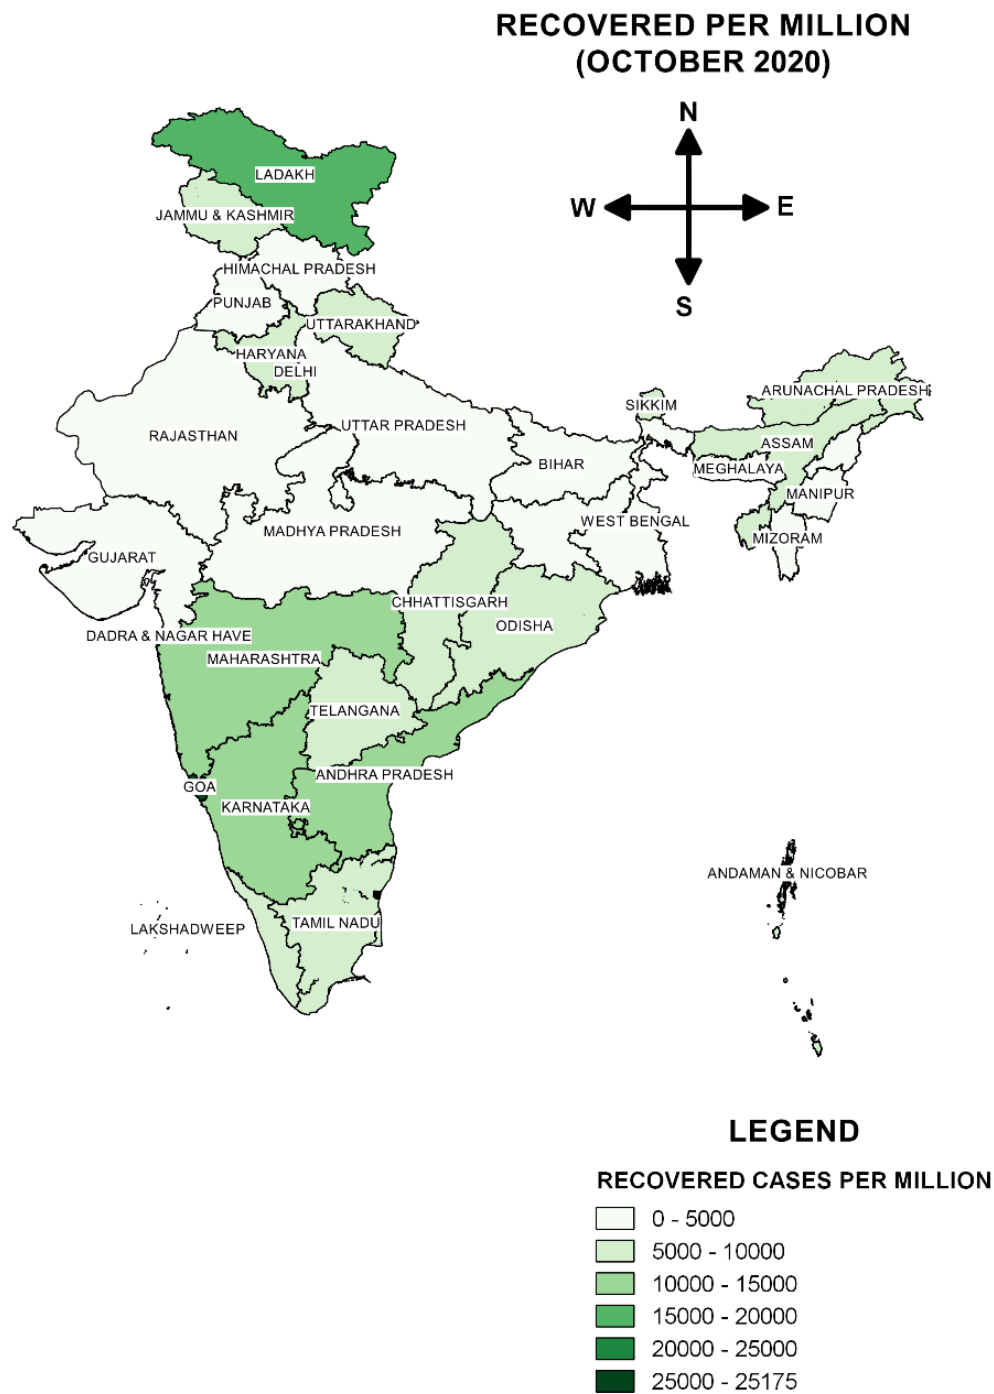 RECOVERED PER MILLION
(OCTOBER 2020)
N
W
E
S
LADAKH
JAMMU & KASHMIR
HIMACHAL PRADESH
PUNJAB
UTTARAKHAND
HARYANA
DELHI
ARUNACHAL PRADESH
SIKKIM
UTTAR PRADESH
RAJASTHAN
ASSAM
BIHAR
MEGHALAYA
MANIPUR
WEST BENGAL
MADHYA PRADESH
MIZORAM
GUJARAT
CHHATTISGARH
ODISHA
DADRA & NAGAR HAVE
MAHARASHTRA
TELANGANA
ANDHRA PRADESH
GOA
KARNATAKA
ANDAMAN & NICOBAR
TAMIL NADU
LAKSHADWEEP
LEGEND
RECOVERED CASES PER MILLION
0 - 5000
5000 - 10000
10000 - 15000
15000 - 20000
20000 - 25000
25000 - 25175